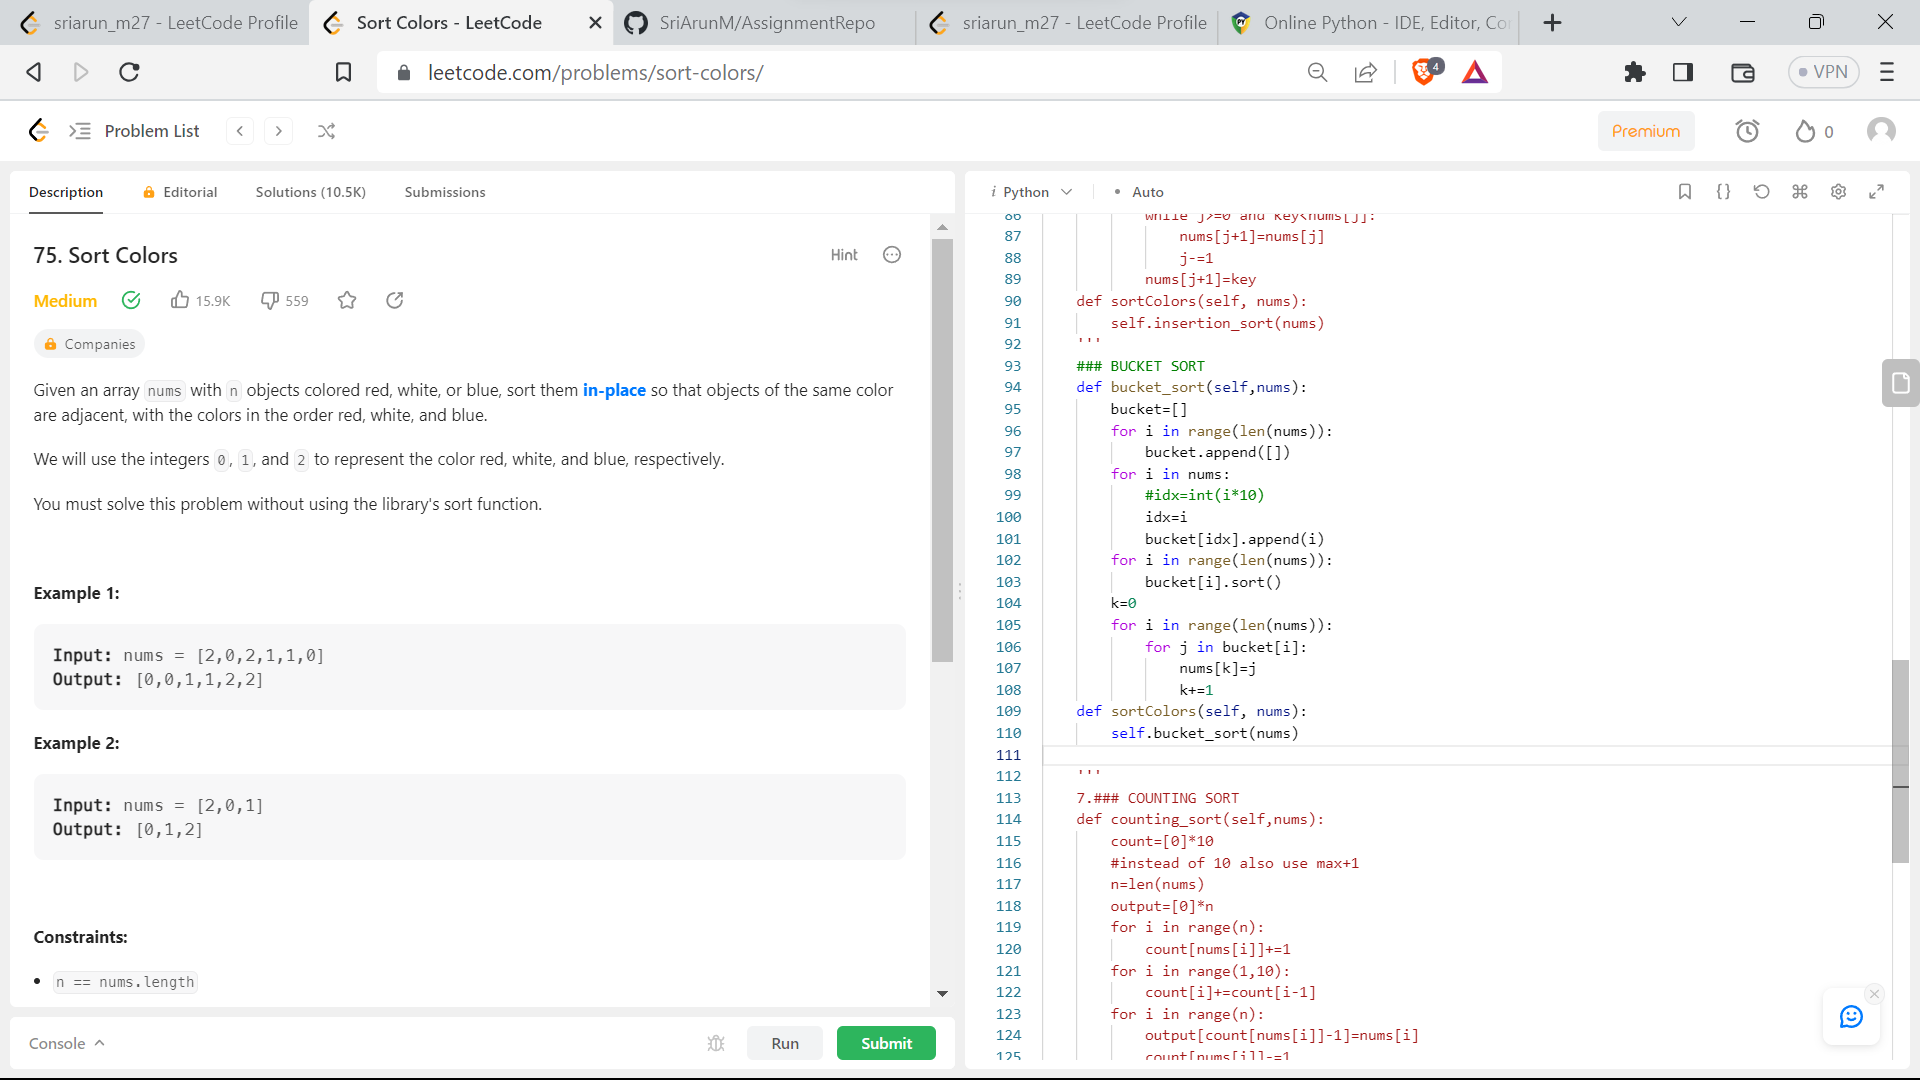 sriarun_m27 - LeetCode Profile
Sort Colors - LeetCode
SriArunM/AssignmentRepo
sriarun_m27 - LeetCode Profile
Online Python - IDE, Editor, Co
leetcode.com/problems/sort-colors/
4
VPN
Problem List
Premium
0
Description
Editorial
Solutions (10.5K)
Submissions
75. Sort Colors
Hint
Medium
15.9K
559
Companies
Given an array nums with n objects colored red, white, or blue, sort them in-place so that objects of the same color
are adjacent, with the colors in the order red, white, and blue.
We will use the integers 0, 1, and 2 to represent the color red, white, and blue, respectively.
You must solve this problem without using the library's sort function.
Example 1:
Input: nums = [2,0,2,1,1,0]
Output: [0,0,1,1,2,2]
Example 2:
Input: nums = [2,0,1]
Output: [0,1,2]
Constraints:
n == nums.length
Console
Run
Submit
i Python
Auto
86 while j>=0 and key<nums[j]:
87 nums[j+1]=nums[j]
88 j-=1
89 nums[j+1]=key
90 def sortColors(self, nums):
91 self.insertion_sort(nums)
92 '''
93 ### BUCKET SORT
94 def bucket_sort(self,nums):
95 bucket=[]
96 for i in range(len(nums)):
97 bucket.append([])
98 for i in nums:
99 #idx=int(i*10)
100 idx=i
101 bucket[idx].append(i)
102 for i in range(len(nums)):
103 bucket[i].sort()
104 k=0
105 for i in range(len(nums)):
106 for j in bucket[i]:
107 nums[k]=j
108 k+=1
109 def sortColors(self, nums):
110 self.bucket_sort(nums)
111
112 '''
113 7.### COUNTING SORT
114 def counting_sort(self,nums):
115 count=[0]*10
116 #instead of 10 also use max+1
117 n=len(nums)
118 output=[0]*n
119 for i in range(n):
120 count[nums[i]]+=1
121 for i in range(1,10):
122 count[i]+=count[i-1]
123 for i in range(n):
124 output[count[nums[i]]-1]=nums[i]
125 count[nums[i]]-=1